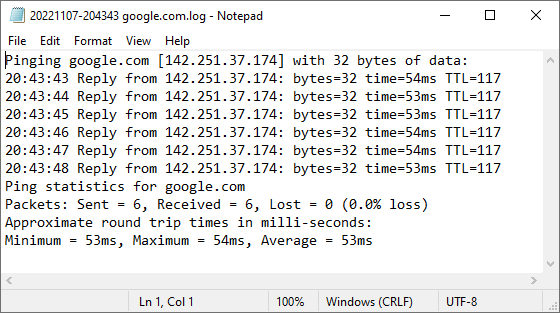 20221107-204343 google.com.log - Notepad
File Edit Format View Help
Pinging google.com [142.251.37.174] with 32 bytes of data:
20:43:43 Reply from 142.251.37.174: bytes=32 time=54ms TTL=117
20:43:44 Reply from 142.251.37.174: bytes=32 time=53ms TTL=117
20:43:45 Reply from 142.251.37.174: bytes=32 time=53ms TTL=117
20:43:46 Reply from 142.251.37.174: bytes=32 time=54ms TTL=117
20:43:47 Reply from 142.251.37.174: bytes=32 time=54ms TTL=117
20:43:48 Reply from 142.251.37.174: bytes=32 time=53ms TTL=117
Ping statistics for google.com
Packets: Sent = 6, Received = 6, Lost = 0 (0.0% loss)
Approximate round trip times in milli-seconds:
Minimum = 53ms, Maximum = 54ms, Average = 53ms
Ln 1, Col 1 100% Windows (CRLF) UTF-8